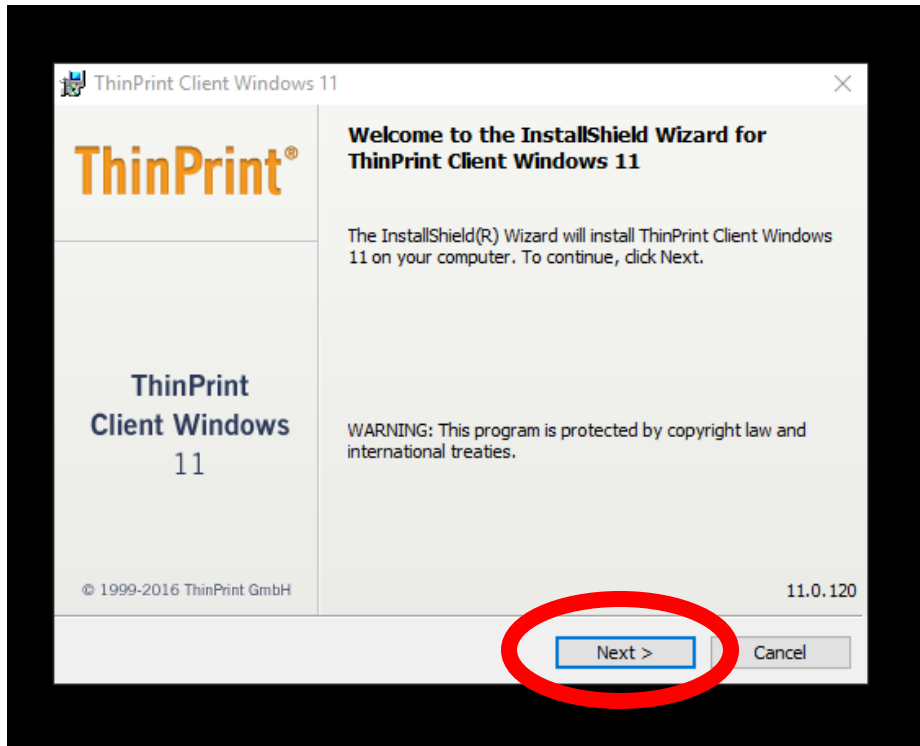 ThinPrint Client Windows 11
ThinPrint®
Welcome to the InstallShield Wizard for
ThinPrint Client Windows 11
The InstallShield(R) Wizard will install ThinPrint Client Windows
11 on your computer. To continue, click Next.
ThinPrint
Client Windows
11
WARNING: This program is protected by copyright law and
international treaties.
© 1999-2016 ThinPrint GmbH
11.0.120
Next >
Cancel